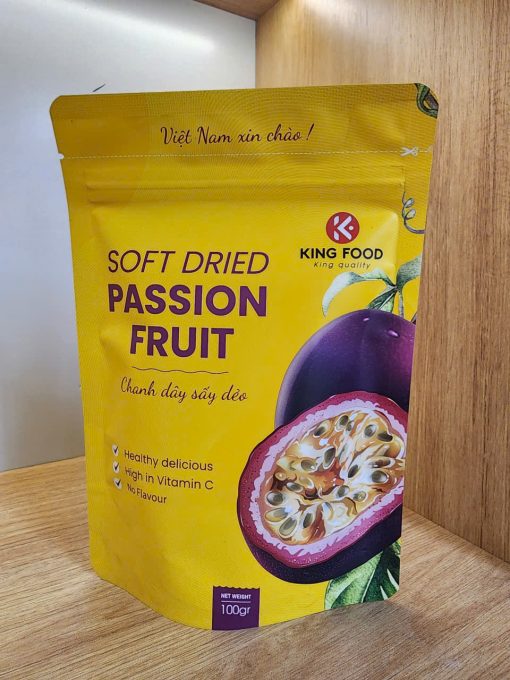 Việt Nam xin chào!
KING FOOD
King quality
SOFT DRIED
PASSION
FRUIT
Chanh dây sấy dẻo
Healthy delicious
High in Vitamin C
No Flavour
NET WEIGHT
100gr